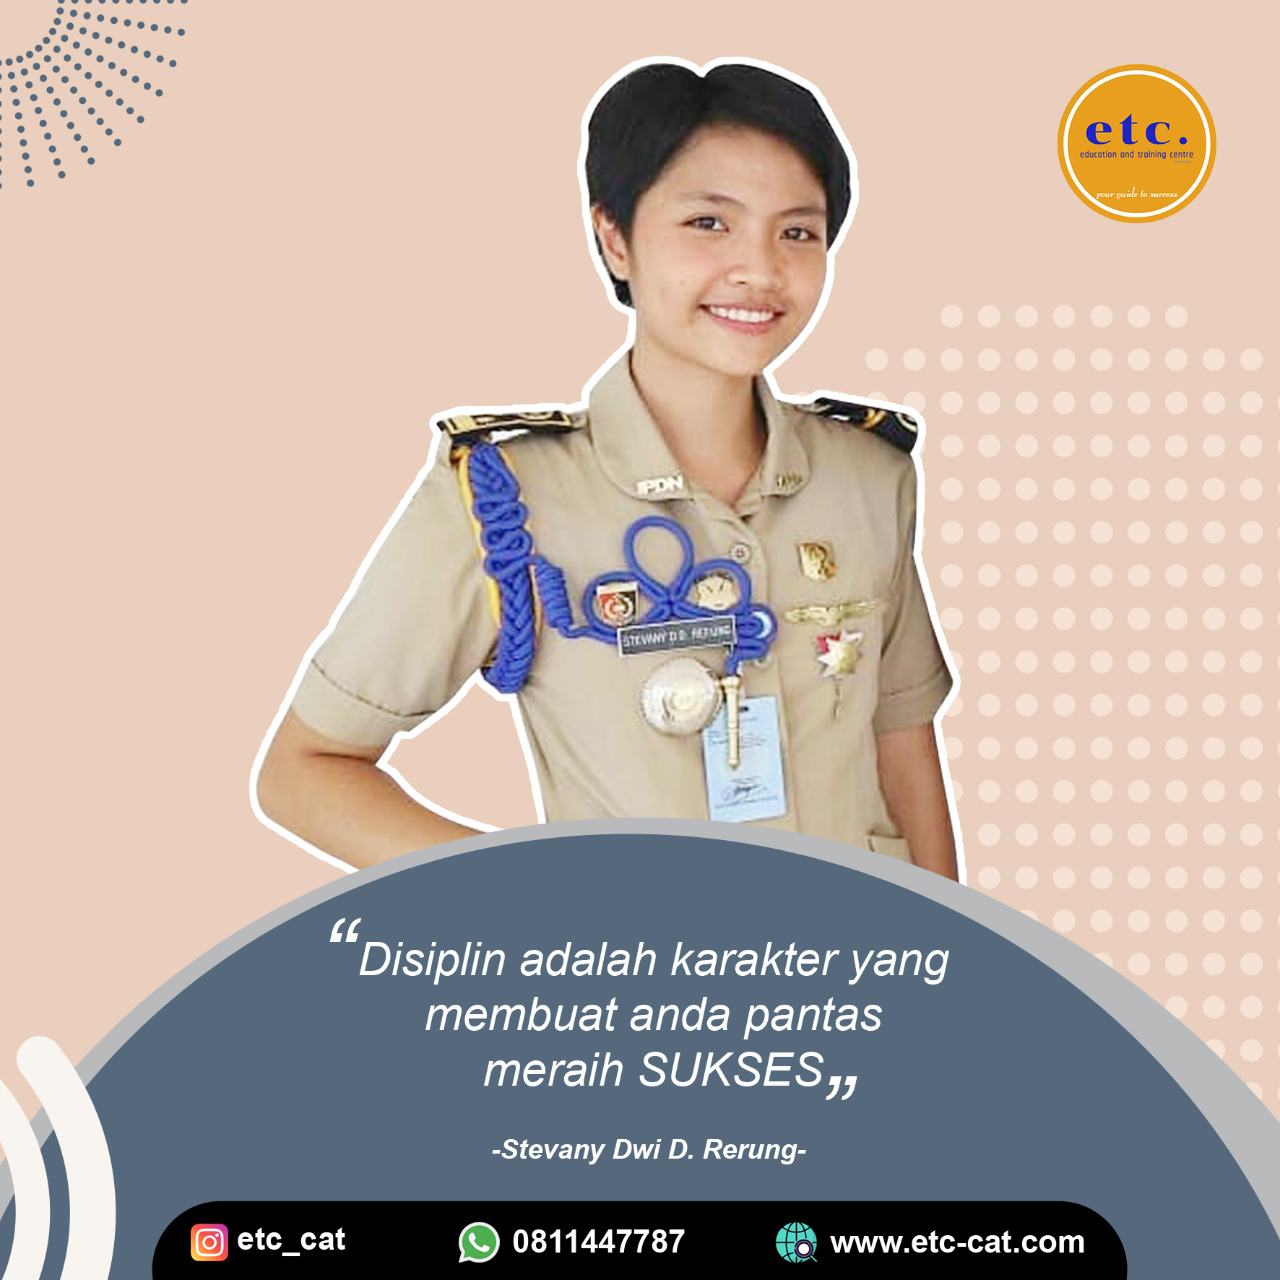 etc.
education and training centre
your guide to success
IPDN
STEVANY D.D. RERUNG
“Disiplin adalah karakter yang
membuat anda pantas
meraih SUKSES„
-Stevany Dwi D. Rerung-
etc_cat
0811447787
www.etc-cat.com